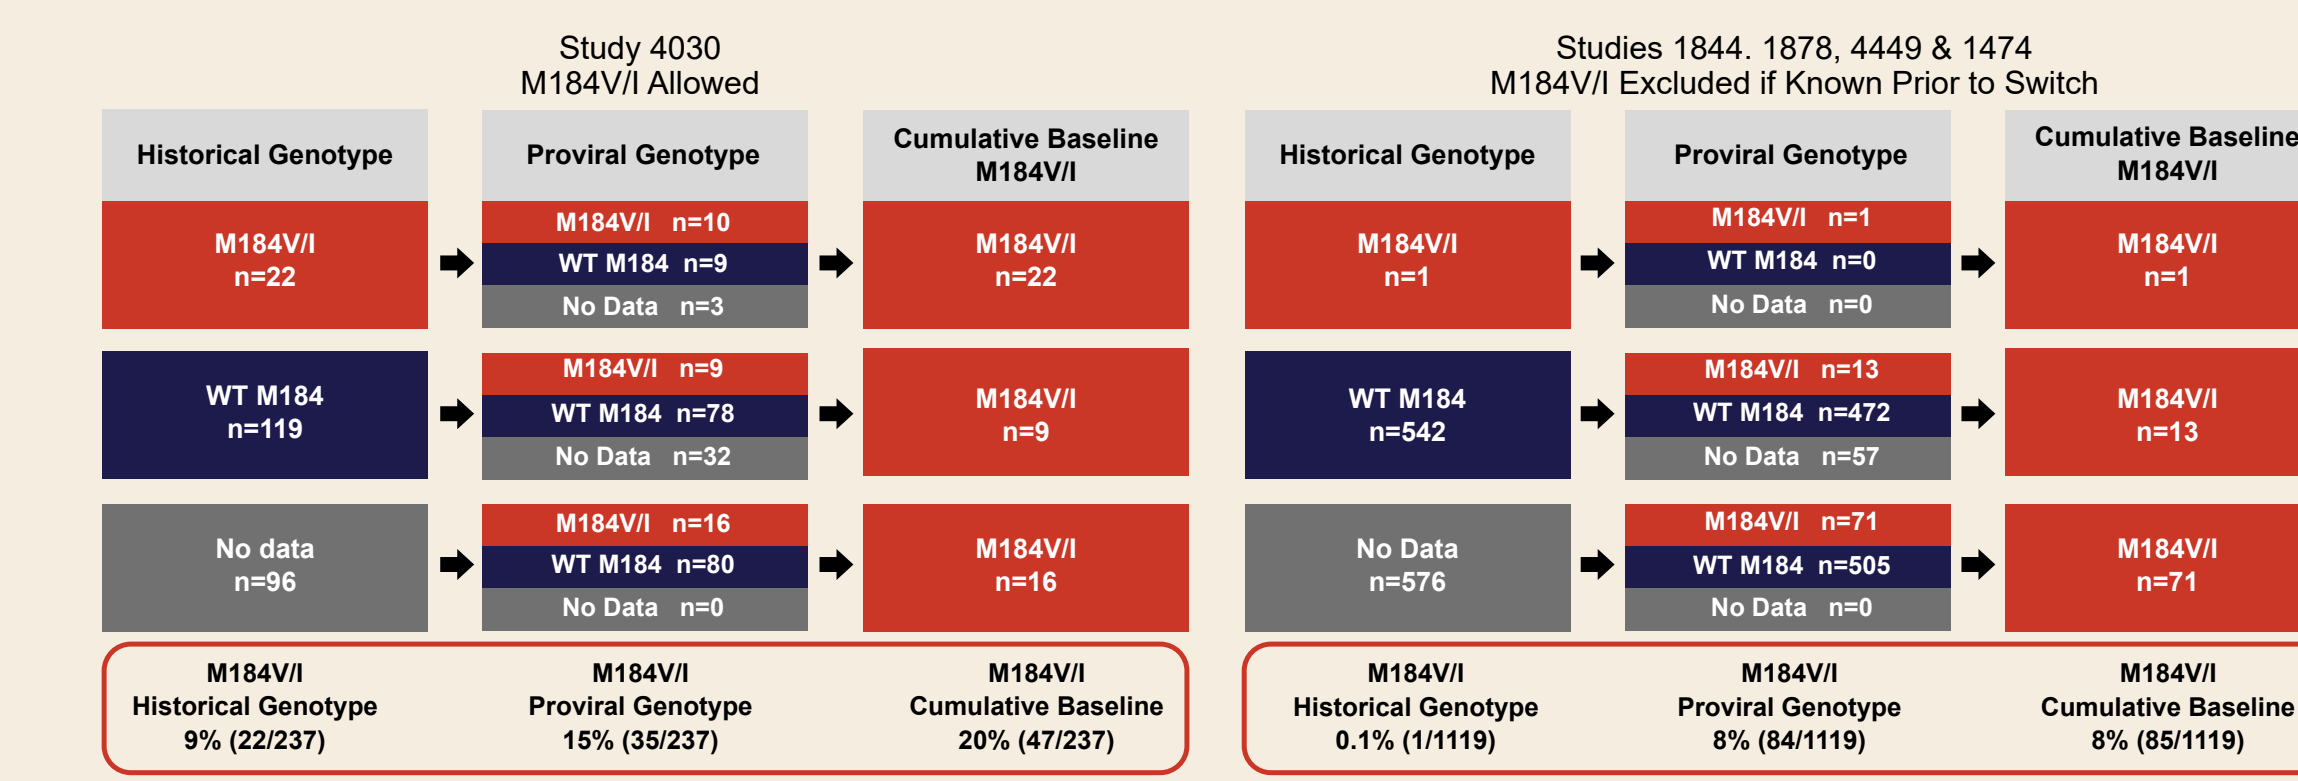 Study 4030
M184V/I Allowed
Historical Genotype
Proviral Genotype
Cumulative Baseline
M184V/I
M184V/I
n=22
M184V/I n=10
WT M184 n=9
No Data n=3
M184V/I
n=22
WT M184
n=119
M184V/I n=9
WT M184 n=78
No Data n=32
M184V/I
n=9
No data
n=96
M184V/I n=16
WT M184 n=80
No Data n=0
M184V/I
n=16
M184V/I
Historical Genotype
9% (22/237)
M184V/I
Proviral Genotype
15% (35/237)
M184V/I
Cumulative Baseline
20% (47/237)
Studies 1844. 1878, 4449 & 1474
M184V/I Excluded if Known Prior to Switch
Historical Genotype
Proviral Genotype
Cumulative Baseline
M184V/I
M184V/I
n=1
M184V/I n=1
WT M184 n=0
No Data n=0
M184V/I
n=1
WT M184
n=542
M184V/I n=13
WT M184 n=472
No Data n=57
M184V/I
n=13
No Data
n=576
M184V/I n=71
WT M184 n=505
No Data n=0
M184V/I
n=71
M184V/I
Historical Genotype
0.1% (1/1119)
M184V/I
Proviral Genotype
8% (84/1119)
M184V/I
Cumulative Baseline
8% (85/1119)